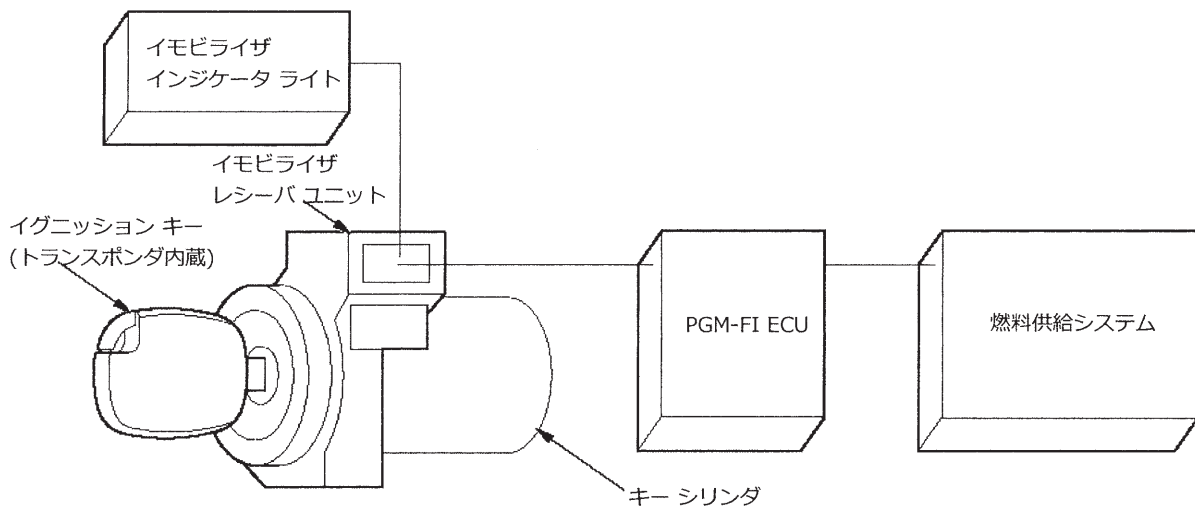 イモビライザ
インジケータ ライト
イモビライザ
レシーバ ユニット
イグニッション キー
(トランスポンダ内蔵)
PGM-FI ECU
燃料供給システム
キー シリンダ